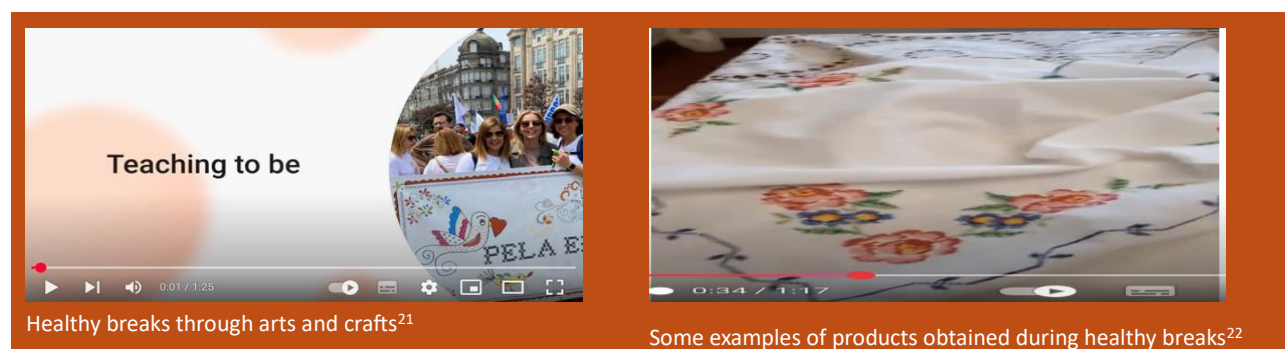 Teaching to be
PELA E
0:01 / 1:25
Healthy breaks through arts and crafts21
0:34 / 1:17
Some examples of products obtained during healthy breaks22